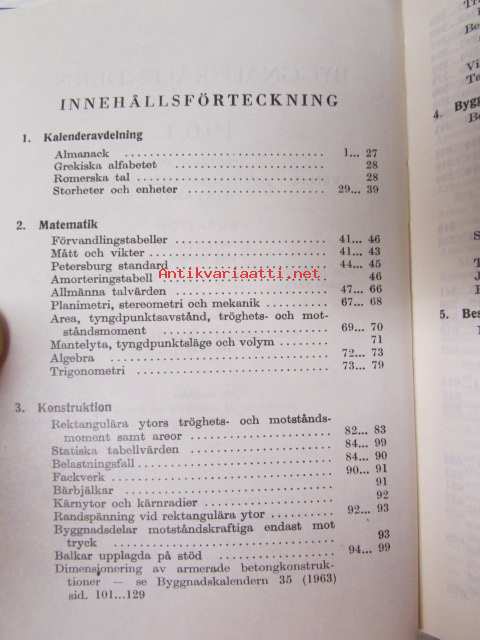 INNEHÅLLSFÖRTECKNING
1. Kalenderavdelning
Almanack ........ 1... 27
Grekiska alfabetet ........ 28
Romerska tal ........ 28
Storheter och enheter ........ 29... 39
2. Matematik
Förvandlingstabeller ........ 41... 46
Mått och vikter ........ 41... 43
Petersburg standard ........ 44... 45
Antikvariaatti.net
Amorteringstabell ........ 46
Allmänna talvärden ........ 47... 66
Planimetri, stereometri och mekanik ........ 67... 68
Area, tyngdpunktsavstånd, tröghets- och mot-
ståndsmoment ........ 69... 70
Mantelyta, tyngdpunktsläge och volym ........ 71
Algebra ........ 72... 73
Trigonometri ........ 73... 79
3. Konstruktion
Rektangulära ytors tröghets- och motstånds-
moment samt areor ........ 82... 83
Statiska tabellvärden ........ 84... 99
Belastningsfall ........ 84... 90
Fackverk ........ 90... 91
Bärbjälkar ........ 91
Kärnytor och kärnradier ........ 92
Randspänning vid rektangulära ytor ........ 92... 93
Byggnadsdelar motståndskraftiga endast mot
tryck ........ 93
Balkar upplagda på stöd ........ 94... 99
Dimensionering av armerade betongkonstruk-
tioner — se Byggnadskalendern 35 (1963)
sid. 101...129
4. Bygg
5. Bes